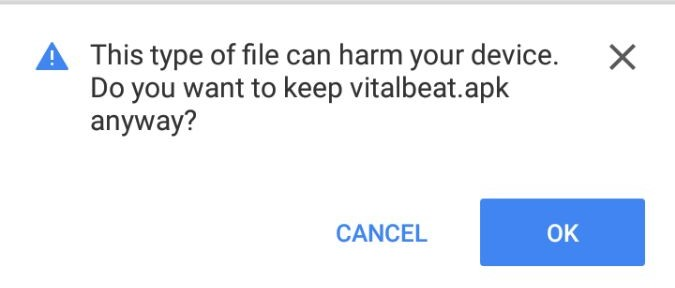 This type of file can harm your device.
Do you want to keep vitalbeat.apk
anyway?
CANCEL
OK